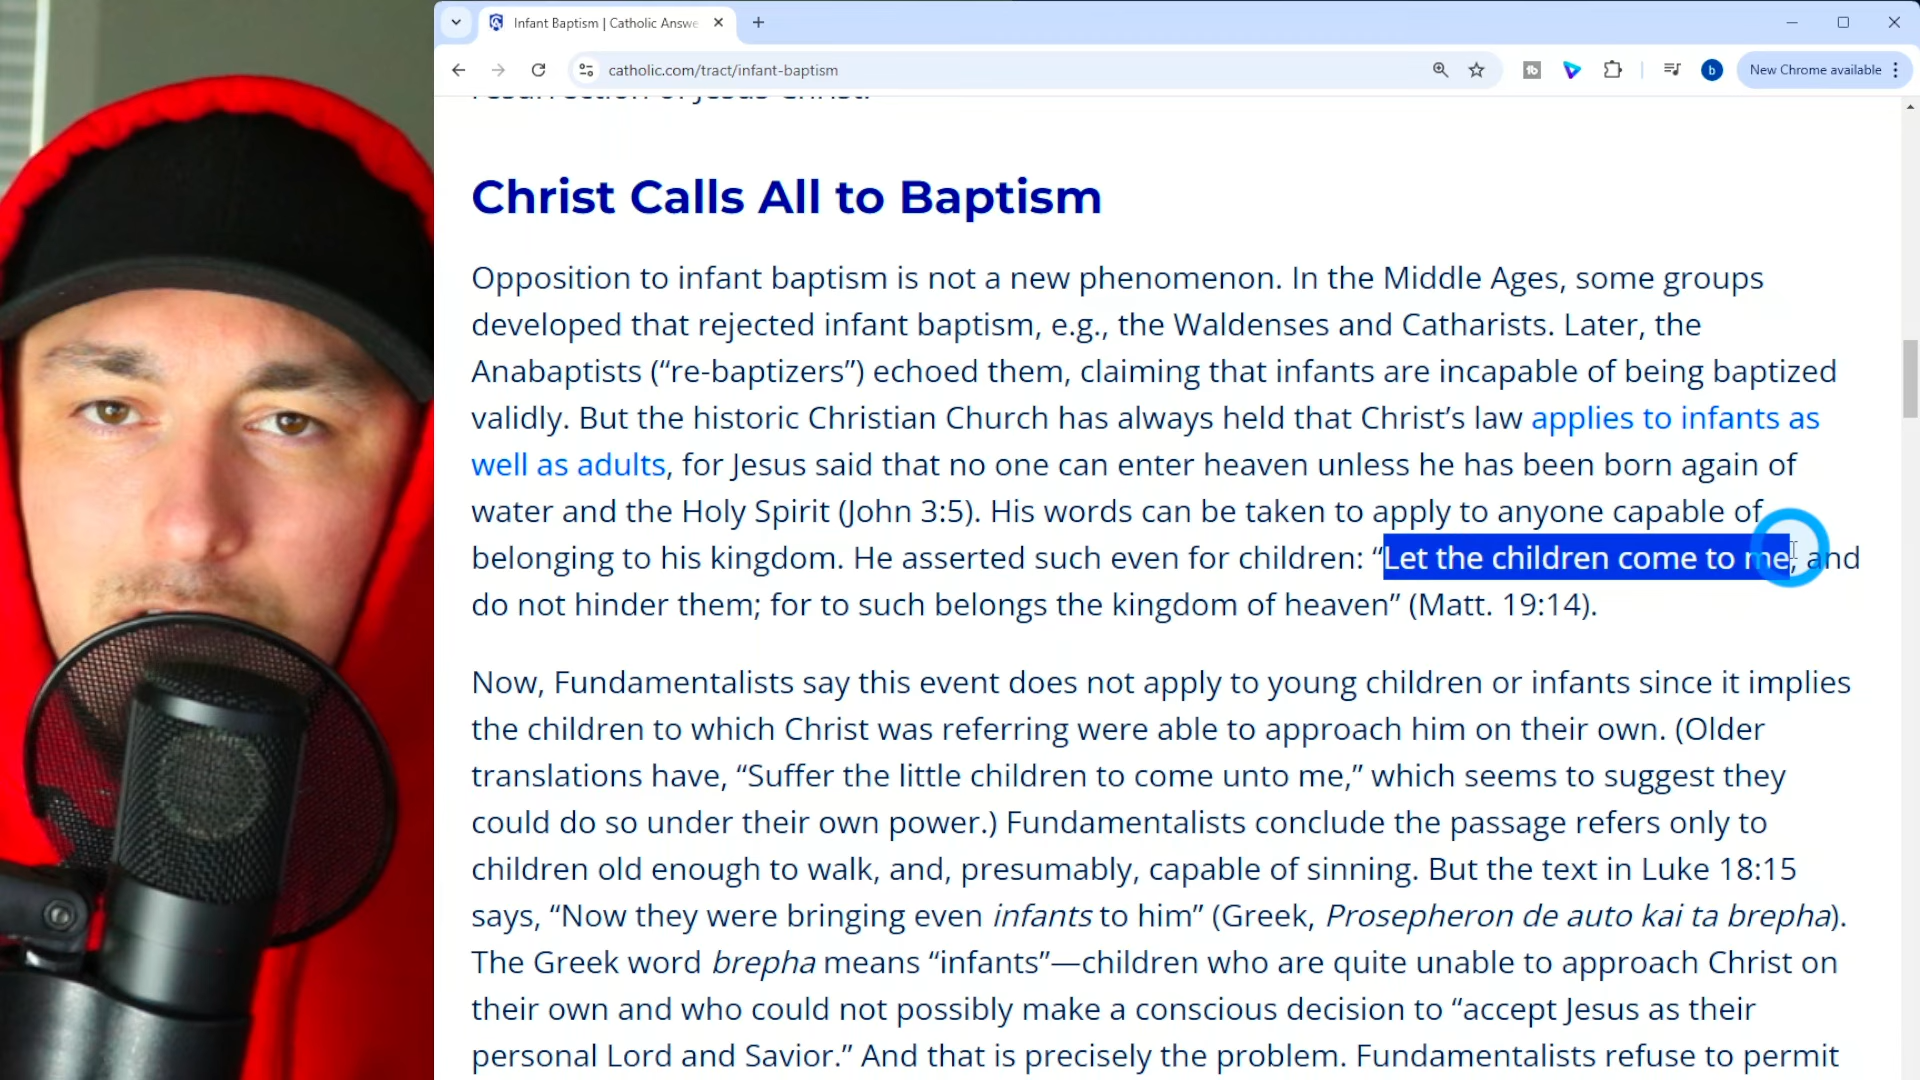 Infant Baptism | Catholic Answe
catholic.com/tract/infant-baptism
New Chrome available
resurrection of Jesus Christ.
Christ Calls All to Baptism
Opposition to infant baptism is not a new phenomenon. In the Middle Ages, some groups
developed that rejected infant baptism, e.g., the Waldenses and Catharists. Later, the
Anabaptists (“re-baptizers”) echoed them, claiming that infants are incapable of being baptized
validly. But the historic Christian Church has always held that Christ’s law applies to infants as
well as adults, for Jesus said that no one can enter heaven unless he has been born again of
water and the Holy Spirit (John 3:5). His words can be taken to apply to anyone capable of
belonging to his kingdom. He asserted such even for children: “Let the children come to me, and
do not hinder them; for to such belongs the kingdom of heaven” (Matt. 19:14).
Now, Fundamentalists say this event does not apply to young children or infants since it implies
the children to which Christ was referring were able to approach him on their own. (Older
translations have, “Suffer the little children to come unto me,” which seems to suggest they
could do so under their own power.) Fundamentalists conclude the passage refers only to
children old enough to walk, and, presumably, capable of sinning. But the text in Luke 18:15
says, “Now they were bringing even infants to him” (Greek, Prosepheron de auto kai ta brepha).
The Greek word brepha means “infants”—children who are quite unable to approach Christ on
their own and who could not possibly make a conscious decision to “accept Jesus as their
personal Lord and Savior.” And that is precisely the problem. Fundamentalists refuse to permit